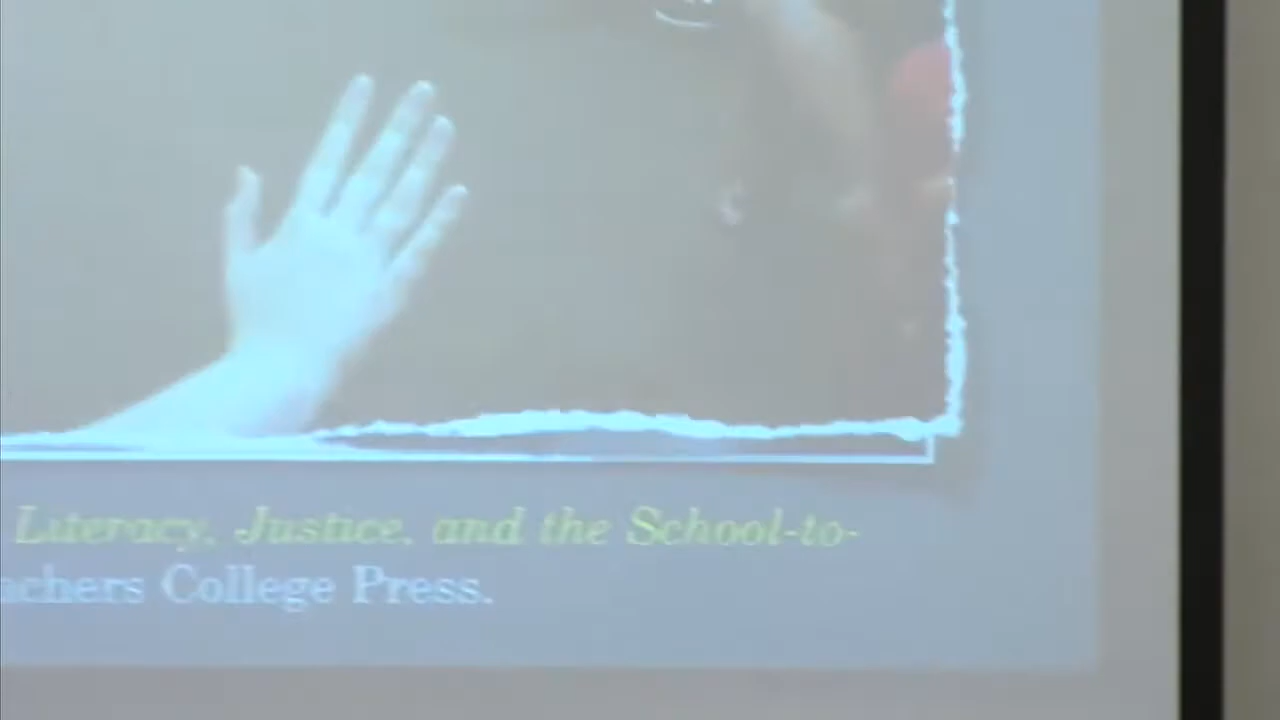 Literacy, Justice, and the School-to-
achers College Press.